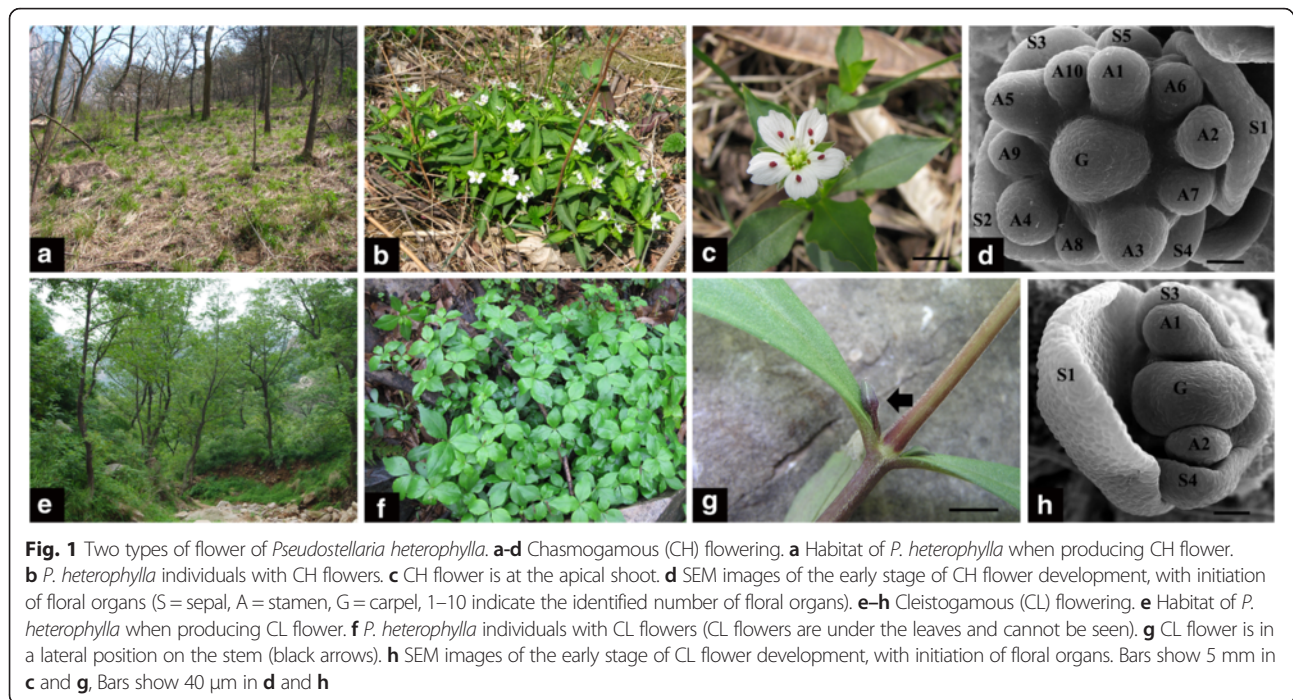 a
b
c
S3 S5
A10 A1
A5 A6
A2 S1
G
A9
A7
S2 A4
A8 A3 S4
d
e
f
g
S3
A1
S1
G
A2
S4
h
Fig. 1 Two types of flower of Pseudostellaria heterophylla. a-d Chasmogamous (CH) flowering. a Habitat of P. heterophylla when producing CH flower.
b P. heterophylla individuals with CH flowers. c CH flower is at the apical shoot. d SEM images of the early stage of CH flower development, with initiation
of floral organs (S = sepal, A = stamen, G = carpel, 1–10 indicate the identified number of floral organs). e–h Cleistogamous (CL) flowering. e Habitat of P.
heterophylla when producing CL flower. f P. heterophylla individuals with CL flowers (CL flowers are under the leaves and cannot be seen). g CL flower is in
a lateral position on the stem (black arrows). h SEM images of the early stage of CL flower development, with initiation of floral organs. Bars show 5 mm in
c and g, Bars show 40 μm in d and h